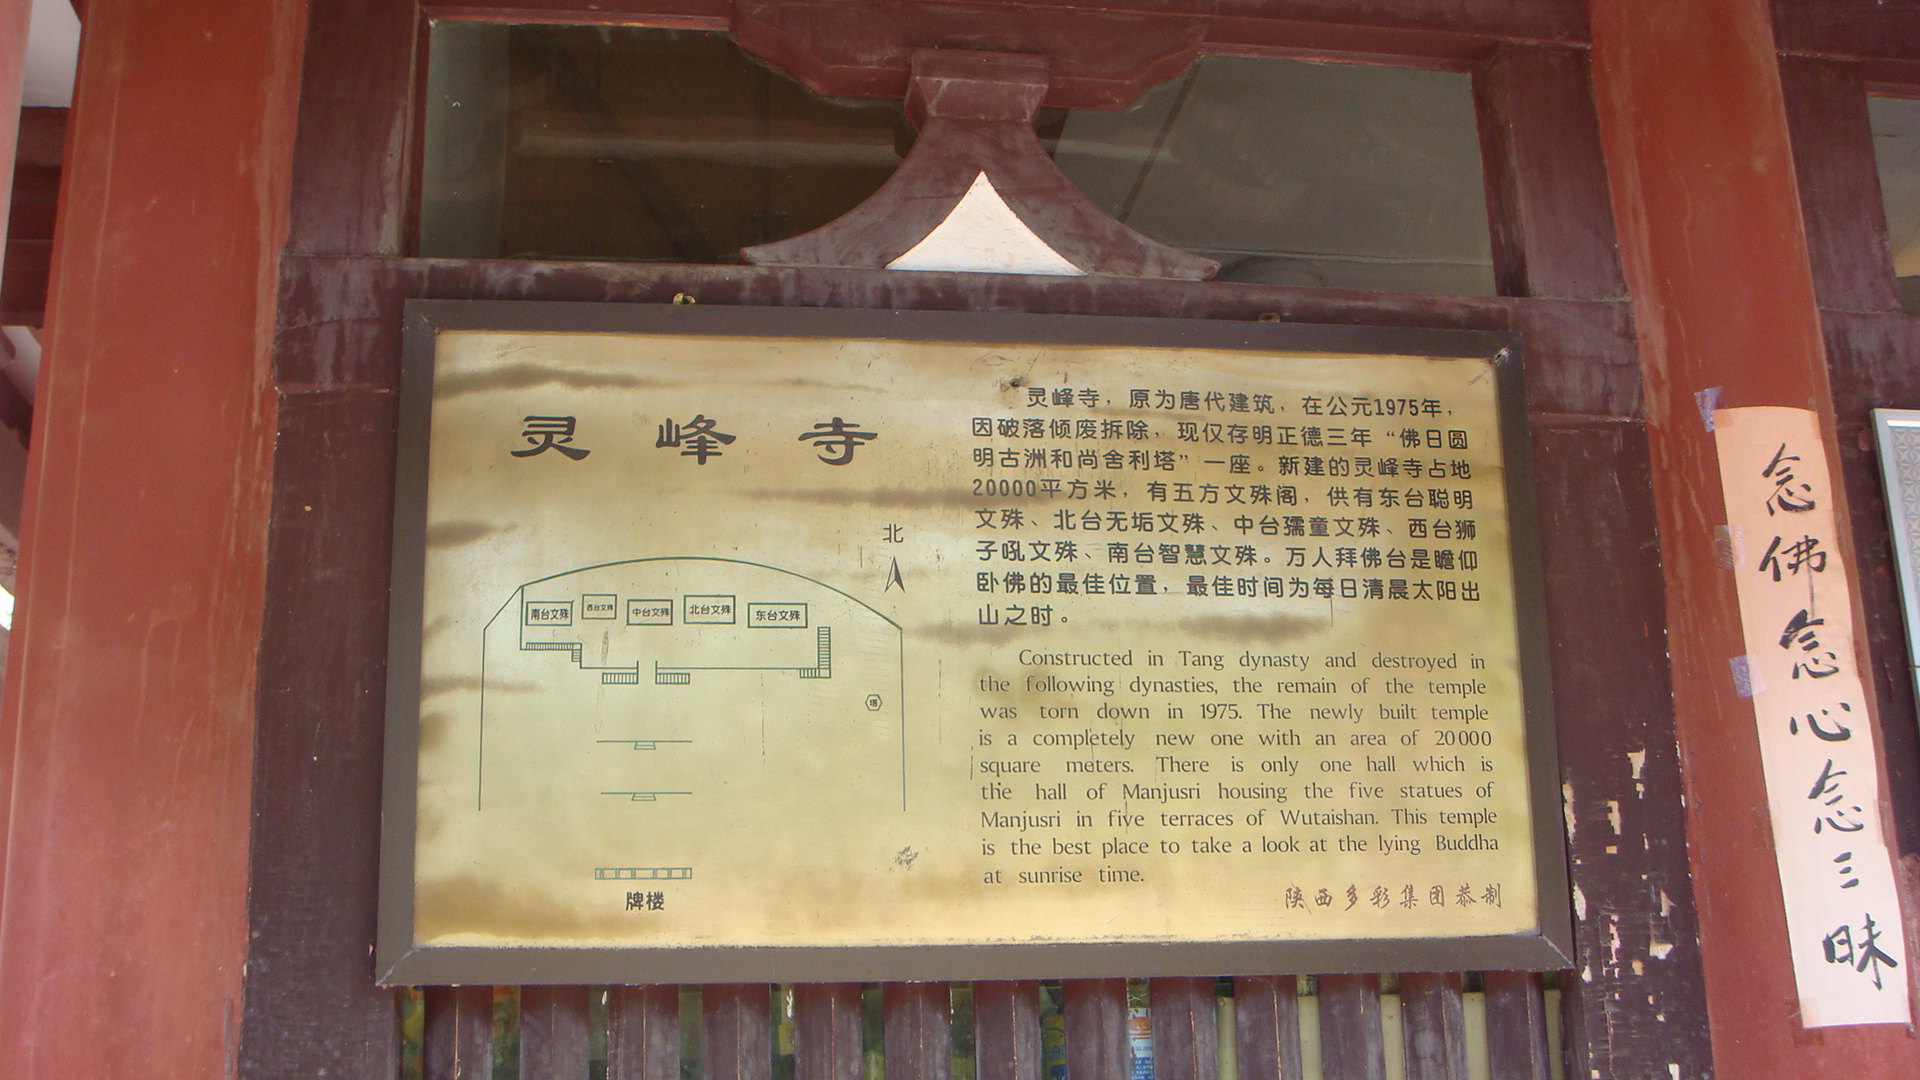 灵峰寺
北
南台文殊
西台文殊
中台文殊
北台文殊
东台文殊
塔
牌楼
灵峰寺，原为唐代建筑，在公元1975年，
因破落倾废拆除，现仅存明正德三年“佛日圆
明古洲和尚舍利塔”一座。新建的灵峰寺占地
20000平方米，有五方文殊阁，供有东台聪明
文殊、北台无垢文殊、中台孺童文殊、西台狮
子吼文殊、南台智慧文殊。万人拜佛台是瞻仰
卧佛的最佳位置，最佳时间为每日清晨太阳出
山之时。
Constructed in Tang dynasty and destroyed in
the following dynasties, the remain of the temple
was torn down in 1975. The newly built temple
is a completely new one with an area of 20000
square meters. There is only one hall which is
the hall of Manjusri housing the five statues of
Manjusri in five terraces of Wutaishan. This temple
is the best place to take a look at the lying Buddha
at sunrise time.
陕西多彩集团恭制
念佛念心念三昧